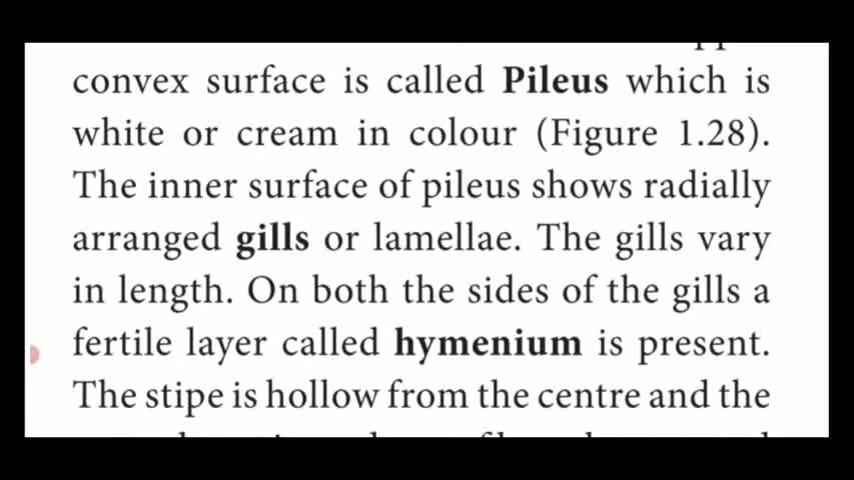 convex surface is called Pileus which is
white or cream in colour (Figure 1.28).
The inner surface of pileus shows radially
arranged gills or lamellae. The gills vary
in length. On both the sides of the gills a
fertile layer called hymenium is present.
The stipe is hollow from the centre and the